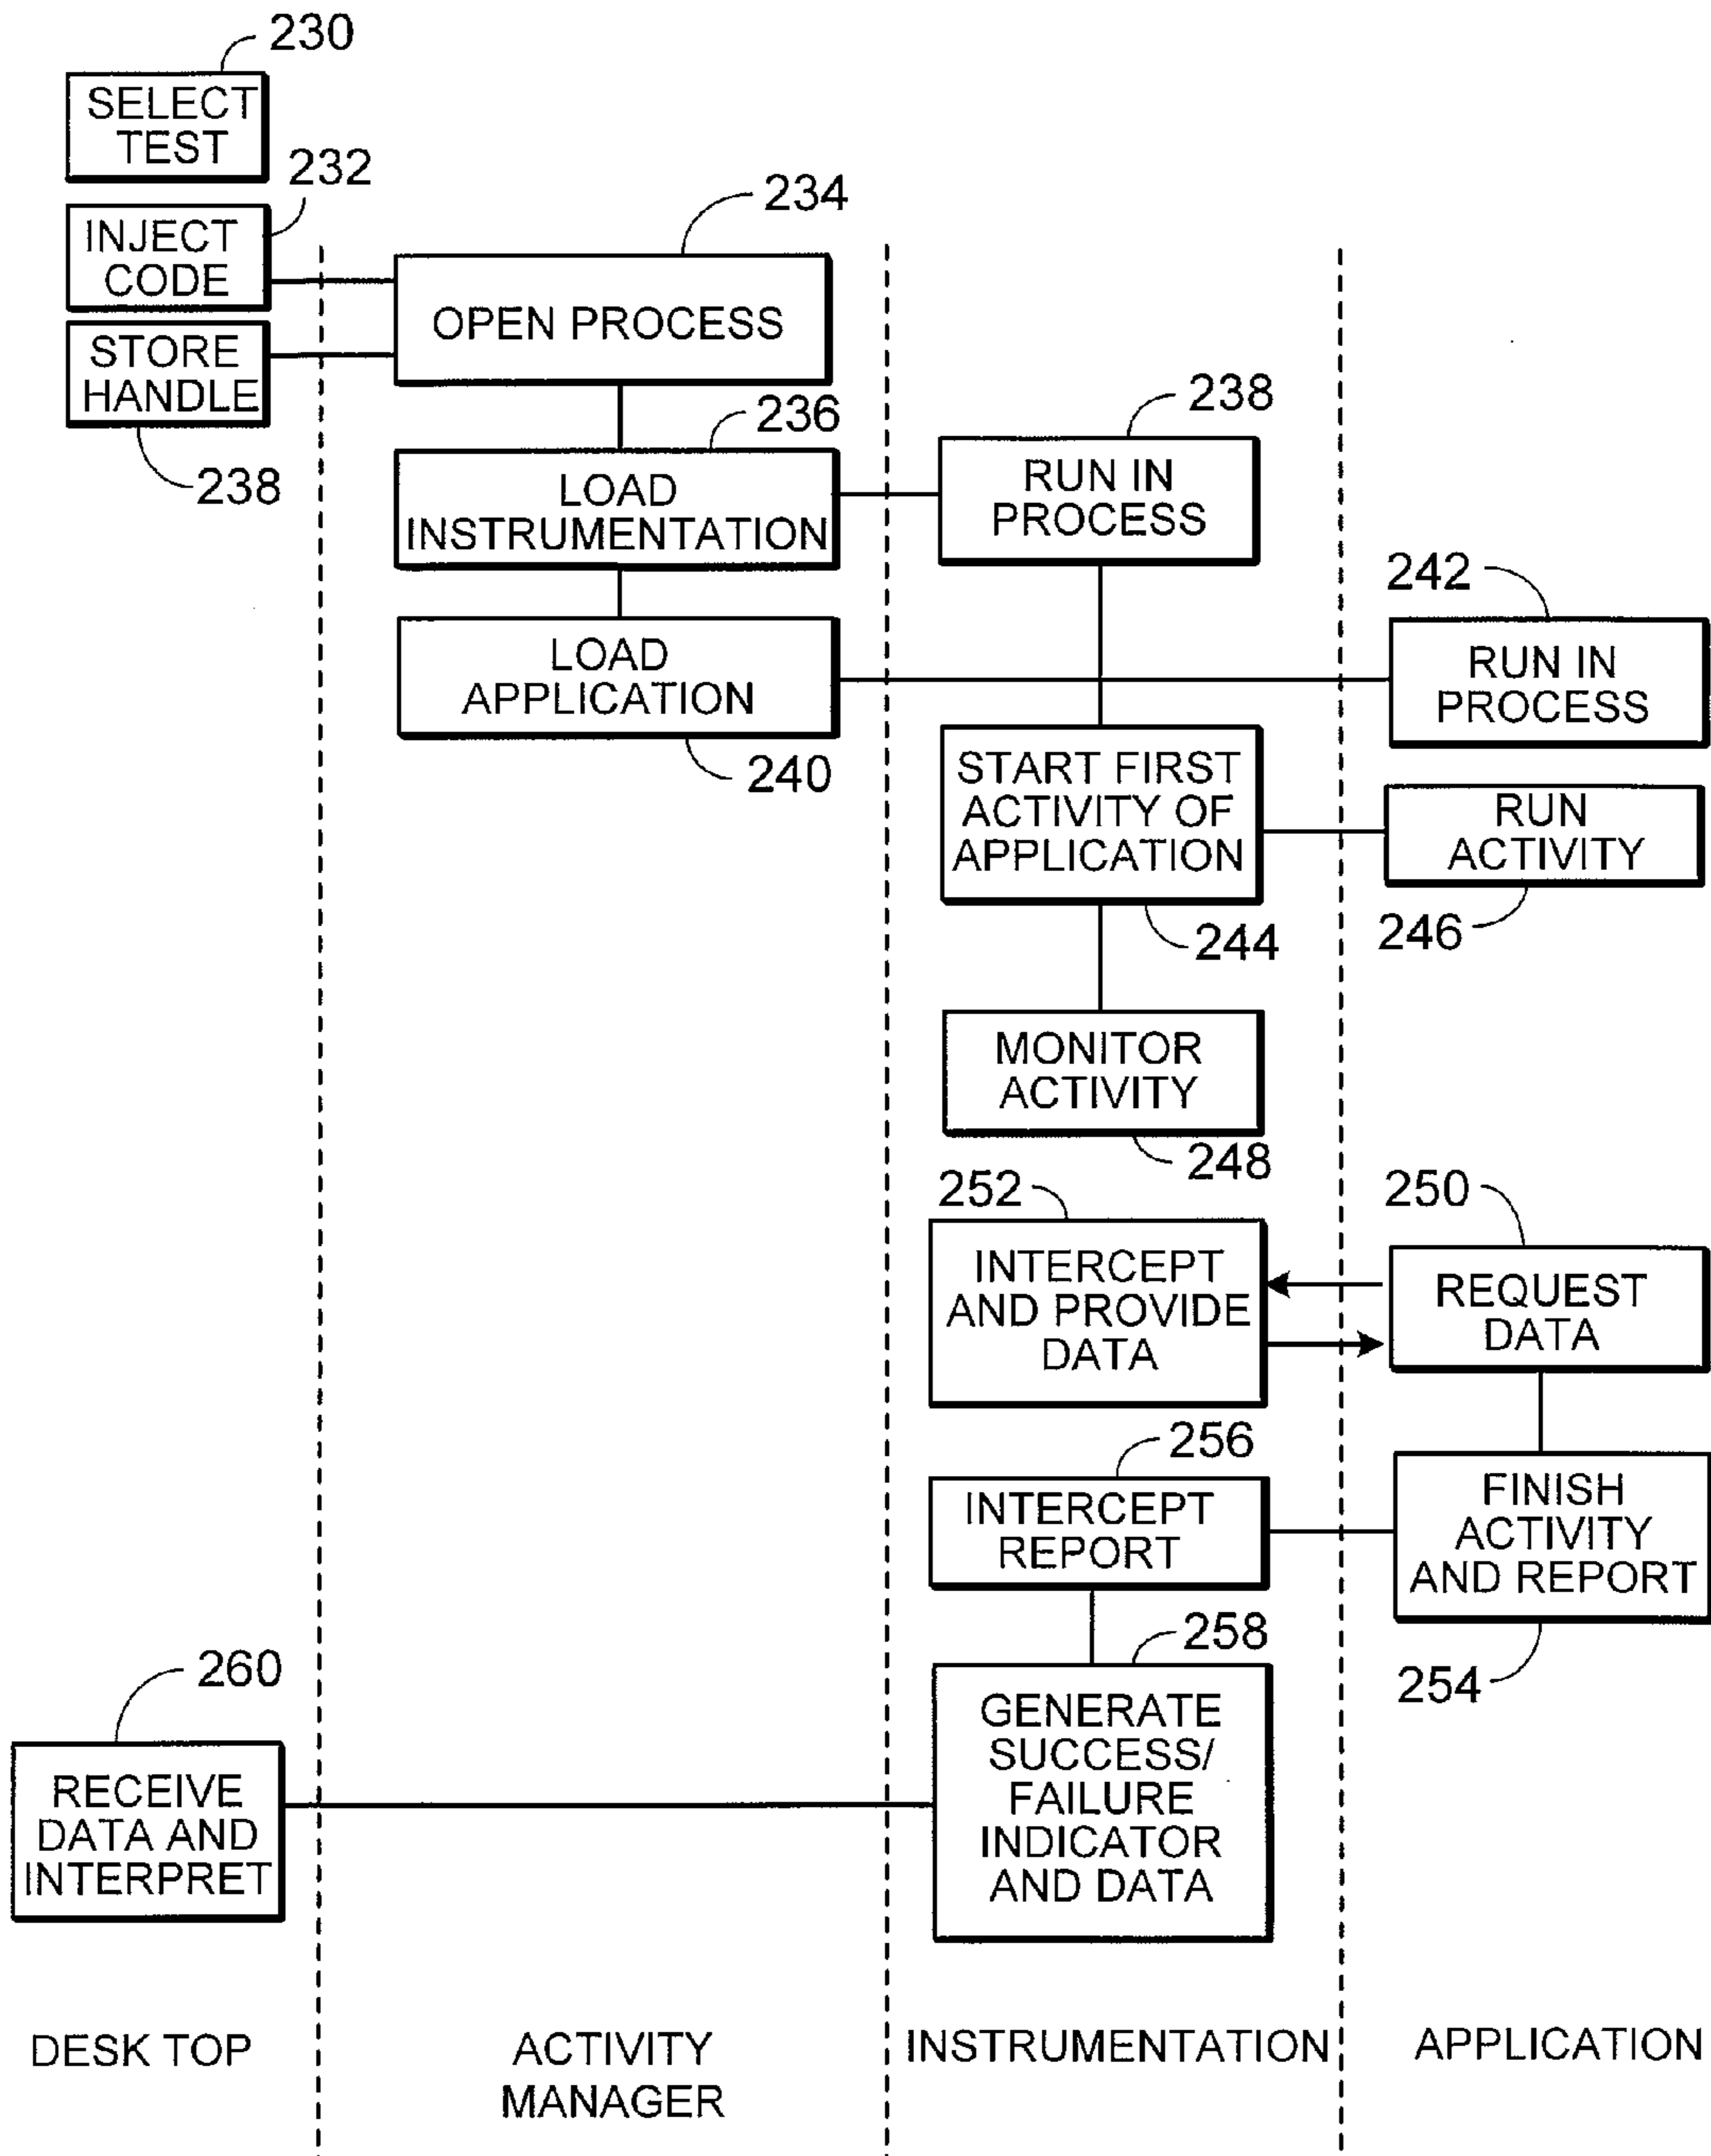 230
SELECT
TEST
232
INJECT
CODE
234
OPEN PROCESS
STORE
HANDLE
238
236
LOAD
INSTRUMENTATION
238
RUN IN
PROCESS
LOAD
APPLICATION
240
242
RUN IN
PROCESS
START FIRST
ACTIVITY OF
APPLICATION
244
RUN
ACTIVITY
246
MONITOR
ACTIVITY
248
252
INTERCEPT
AND PROVIDE
DATA
250
REQUEST
DATA
256
INTERCEPT
REPORT
FINISH
ACTIVITY
AND REPORT
254
258
GENERATE
SUCCESS/
FAILURE
INDICATOR
AND DATA
260
RECEIVE
DATA AND
INTERPRET
DESK TOP
ACTIVITY
MANAGER
INSTRUMENTATION
APPLICATION